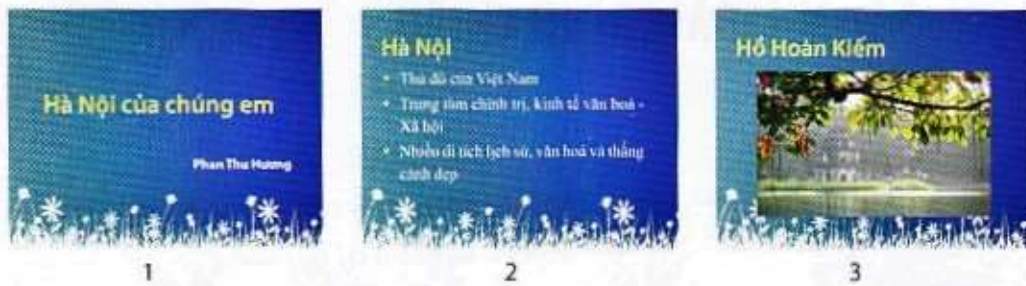 Hà Nội của chúng em
Phan Thu Hương
1
Hà Nội
• Thủ đô của Việt Nam
• Trung tâm chính trị, kinh tế văn hoá -
Xã hội
• Nhiều di tích lịch sử, văn hoá và thắng
cảnh đẹp
2
Hồ Hoàn Kiếm
3